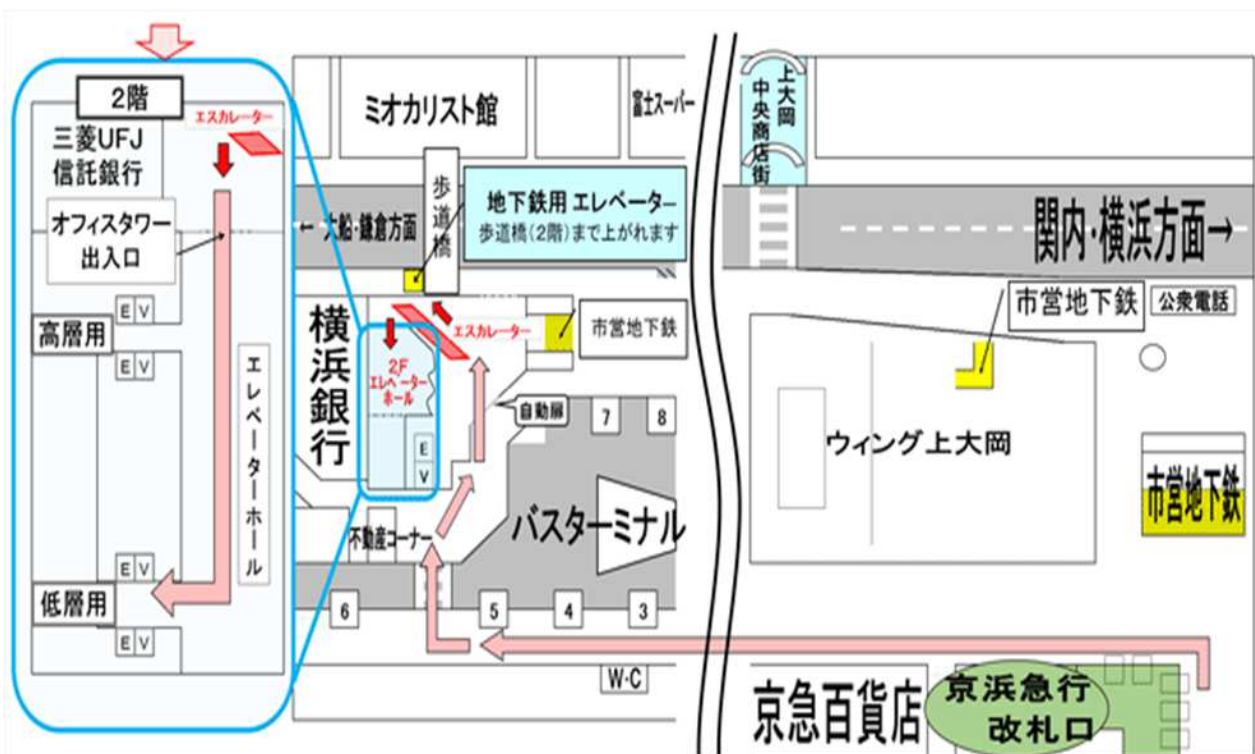 2階
エスカレーター
三菱UFJ
信託銀行
オフィスタワー
出入口
EV
高層用
EV
エレベーターホール
EV
低層用
EV
ミオカリスト館
富士スーパー
上大岡
中央商店街
歩道橋
地下鉄用 エレベーター
歩道橋(2階)まで上がれます
← 大船・鎌倉方面
関内・横浜方面→
横浜銀行
エスカレーター
市営地下鉄
2F
エレベーター
ホール
自動扉
EV
7
8
バスターミナル
不動産コーナー
6
5
4
3
W・C
市営地下鉄
公衆電話
ウィング上大岡
市営地下鉄
京急百貨店
京浜急行
改札口